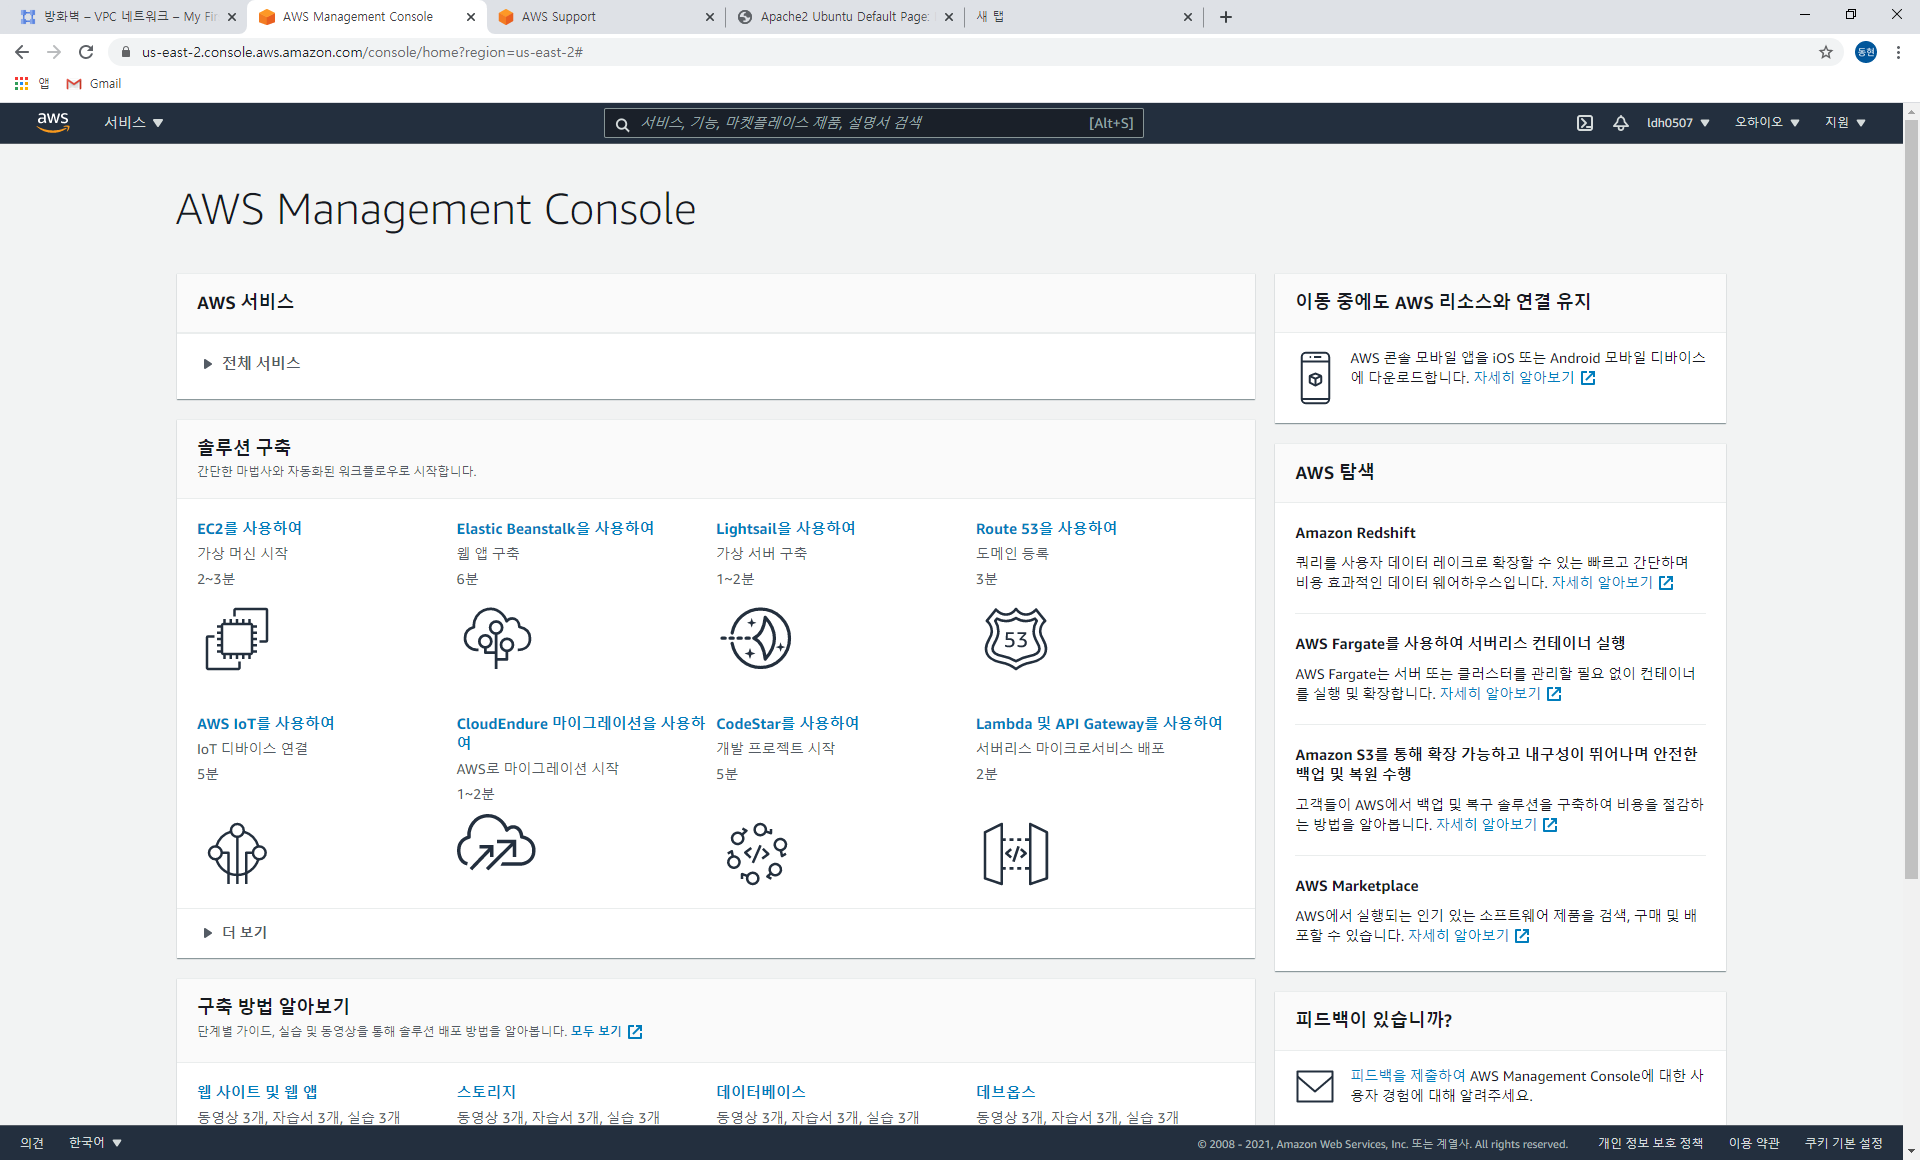 방화벽 – VPC 네트워크 – My Fir
AWS Management Console
AWS Support
Apache2 Ubuntu Default Page:
새 탭
us-east-2.console.aws.amazon.com/console/home?region=us-east-2#
동현
앱
Gmail
aws
서비스
서비스, 기능, 마켓플레이스 제품, 설명서 검색
[Alt+S]
ldh0507
오하이오
지원
AWS Management Console
AWS 서비스
전체 서비스
솔루션 구축
간단한 마법사와 자동화된 워크플로우로 시작합니다.
EC2를 사용하여
가상 머신 시작
2~3분
Elastic Beanstalk을 사용하여
웹 앱 구축
6분
Lightsail을 사용하여
가상 서버 구축
1~2분
Route 53을 사용하여
도메인 등록
3분
53
AWS IoT를 사용하여
IoT 디바이스 연결
5분
CloudEndure 마이그레이션을 사용하
여
AWS로 마이그레이션 시작
1~2분
CodeStar를 사용하여
개발 프로젝트 시작
5분
Lambda 및 API Gateway를 사용하여
서버리스 마이크로서비스 배포
2분
더 보기
구축 방법 알아보기
단계별 가이드, 실습 및 동영상을 통해 솔루션 배포 방법을 알아봅니다. 모두 보기
웹 사이트 및 웹 앱
동영상 3개, 자습서 3개, 실습 3개
스토리지
동영상 3개, 자습서 3개, 실습 3개
데이터베이스
동영상 3개, 자습서 3개, 실습 3개
데브옵스
동영상 3개, 자습서 3개, 실습 3개
이동 중에도 AWS 리소스와 연결 유지
AWS 콘솔 모바일 앱을 iOS 또는 Android 모바일 디바이스
에 다운로드합니다. 자세히 알아보기
AWS 탐색
Amazon Redshift
쿼리를 사용자 데이터 레이크로 확장할 수 있는 빠르고 간단하며
비용 효과적인 데이터 웨어하우스입니다. 자세히 알아보기
AWS Fargate를 사용하여 서버리스 컨테이너 실행
AWS Fargate는 서버 또는 클러스터를 관리할 필요 없이 컨테이너
를 실행 및 확장합니다. 자세히 알아보기
Amazon S3를 통해 확장 가능하고 내구성이 뛰어나며 안전한
백업 및 복원 수행
고객들이 AWS에서 백업 및 복구 솔루션을 구축하여 비용을 절감하
는 방법을 알아봅니다. 자세히 알아보기
AWS Marketplace
AWS에서 실행되는 인기 있는 소프트웨어 제품을 검색, 구매 및 배
포할 수 있습니다. 자세히 알아보기
피드백이 있습니까?
피드백을 제출하여 AWS Management Console에 대한 사
용자 경험에 대해 알려주세요.
의견
한국어
© 2008 - 2021, Amazon Web Services, Inc. 또는 계열사. All rights reserved.
개인 정보 보호 정책
이용 약관
쿠키 기본 설정